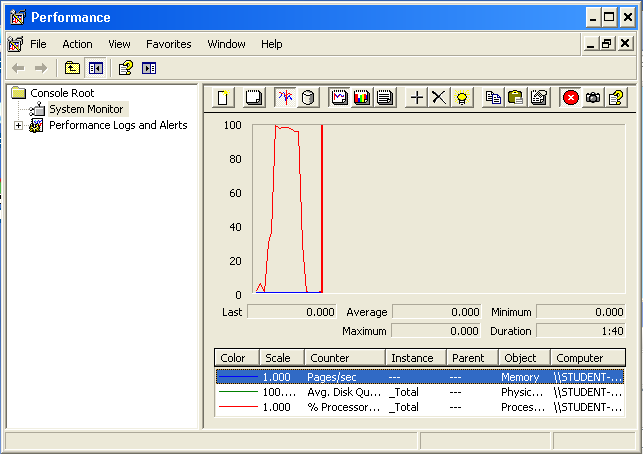 Performance
File Action View Favorites Window Help
Console Root
System Monitor
Performance Logs and Alerts
100
80
60
40
20
0
Last 0.000 Average 0.000 Minimum 0.000
Maximum 0.000 Duration 1:40
Color Scale Counter Instance Parent Object Computer
1.000 Pages/sec --- --- Memory \\STUDENT-...
100.... Avg. Disk Qu... _Total --- Physic... \\STUDENT-...
1.000 % Processor... _Total --- Proces... \\STUDENT-...